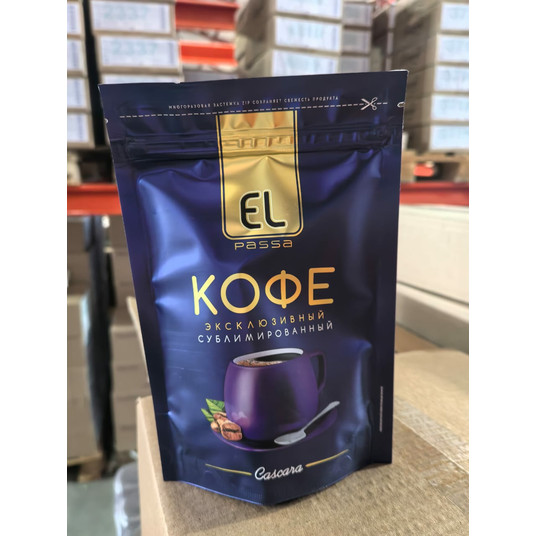 МНОГОРАЗОВАЯ ЗАСТЕЖКА ZIP СОХРАНЯЕТ СВЕЖЕСТЬ ПРОДУКТА
EL
PASSA
КОФЕ
ЭКСКЛЮЗИВНЫЙ
СУБЛИМИРОВАННЫЙ
Cascara